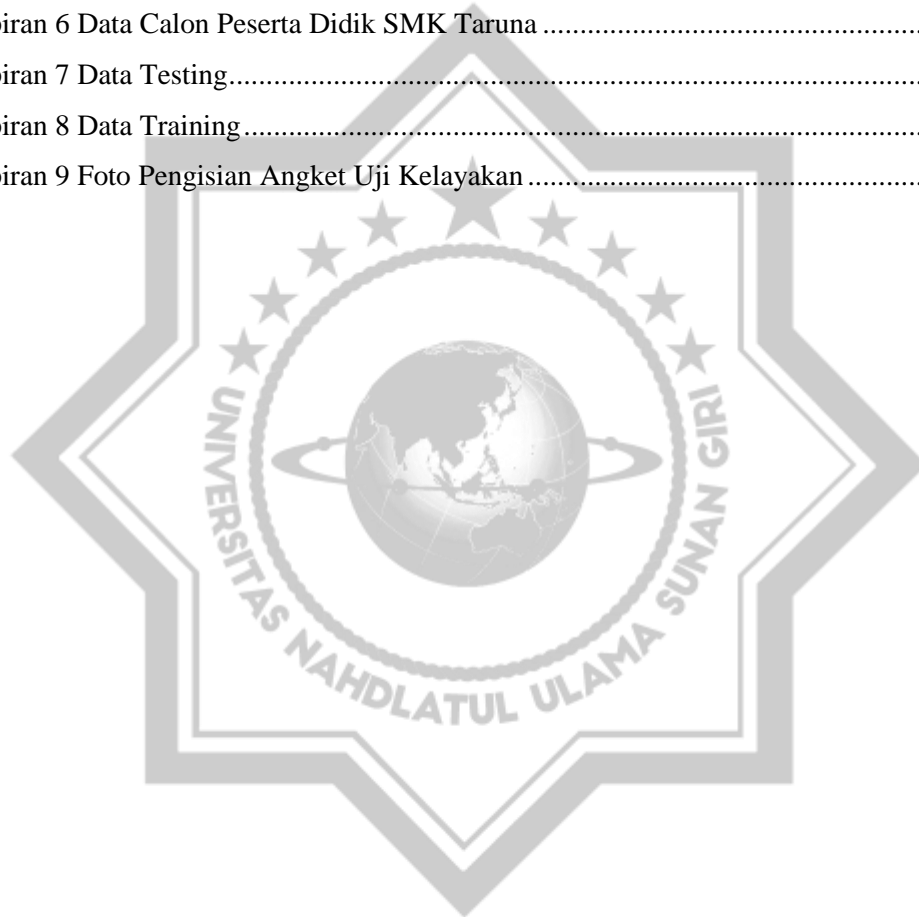 piran 6 Data Calon Peserta Didik SMK Taruna ....................................................
piran 7 Data Testing...............................................................................................
piran 8 Data Training.............................................................................................
piran 9 Foto Pengisian Angket Uji Kelayakan ......................................................
UNIVERSITAS NAHDLATUL ULAMA SUNAN GIRI